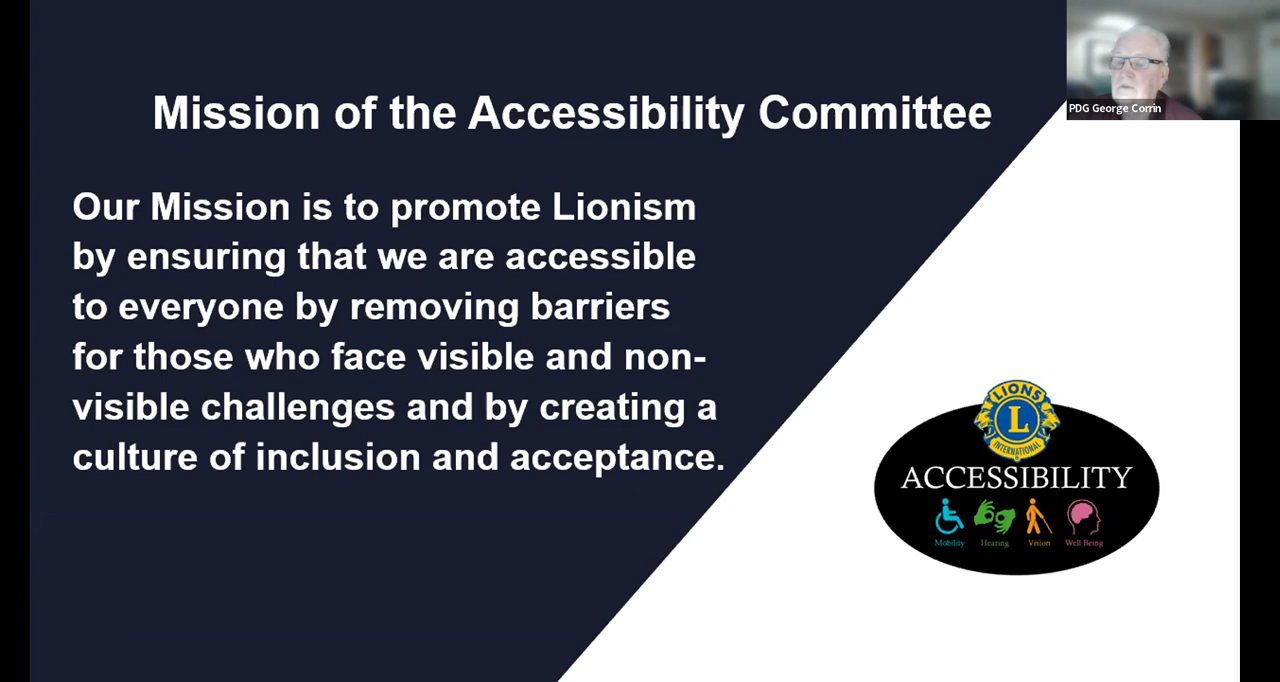 PDG George Corrin
Mission of the Accessibility Committee
Our Mission is to promote Lionism
by ensuring that we are accessible
to everyone by removing barriers
for those who face visible and non-
visible challenges and by creating a
culture of inclusion and acceptance.
LIONS
L
INTERNATIONAL
ACCESSIBILITY
Mobility Hearing Vision Well Being